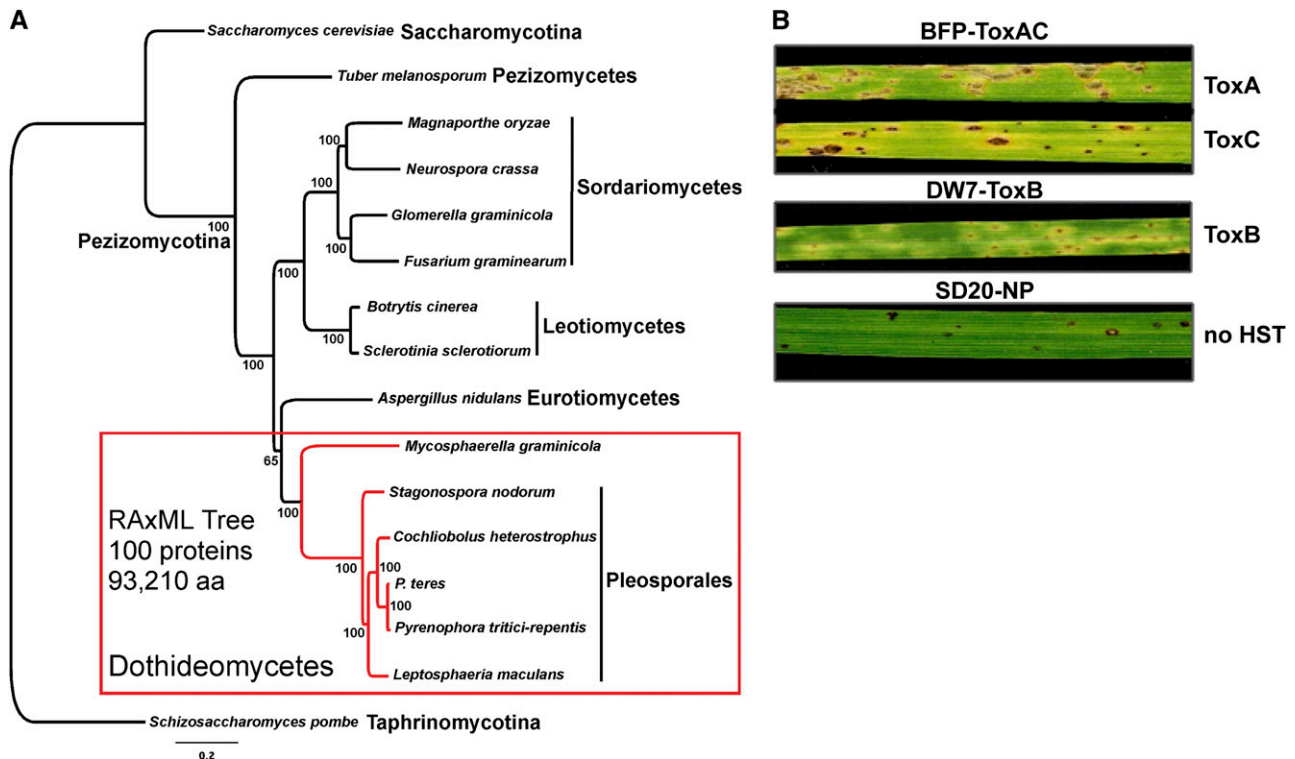 A
Saccharomyces cerevisiae Saccharomycotina
Tuber melanosporum Pezizomycetes
Magnaporthe oryzae
100
Neurospora crassa
100
Sordariomycetes
Glomerella graminicola
100
Pezizomycotina
100
Fusarium graminearum
100
Botrytis cinerea
Leotiomycetes
100
Sclerotinia sclerotiorum
100
Aspergillus nidulans Eurotiomycetes
Mycosphaerella graminicola
65
Stagonospora nodorum
100
RAxML Tree
100 proteins
93,210 aa
Cochliobolus heterostrophus
100
100
P. teres
Pleosporales
100
Pyrenophora tritici-repentis
100
Dothideomycetes
Leptosphaeria maculans
Schizosaccharomyces pombe Taphrinomycotina
0.2
B
BFP-ToxAC
ToxA
ToxC
DW7-ToxB
ToxB
SD20-NP
no HST